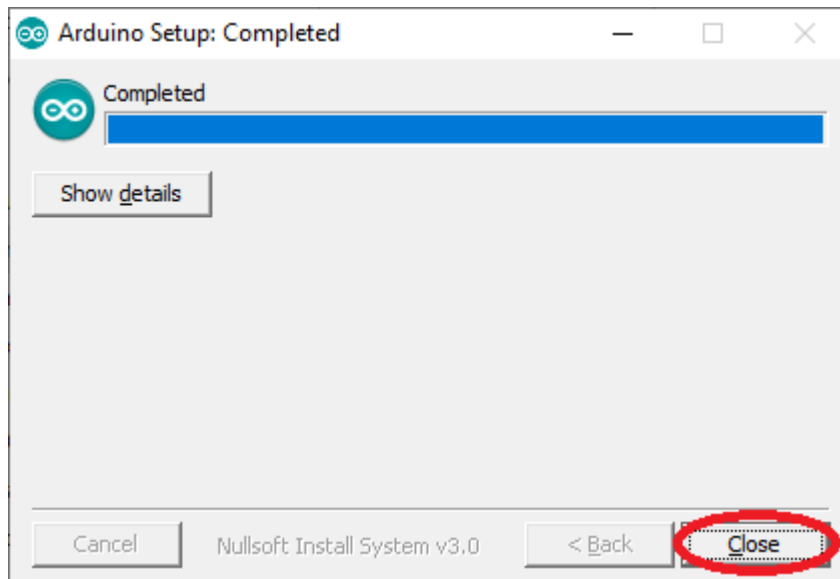 Arduino Setup: Completed
Completed
Show details
Cancel
Nullsoft Install System v3.0
< Back
Close